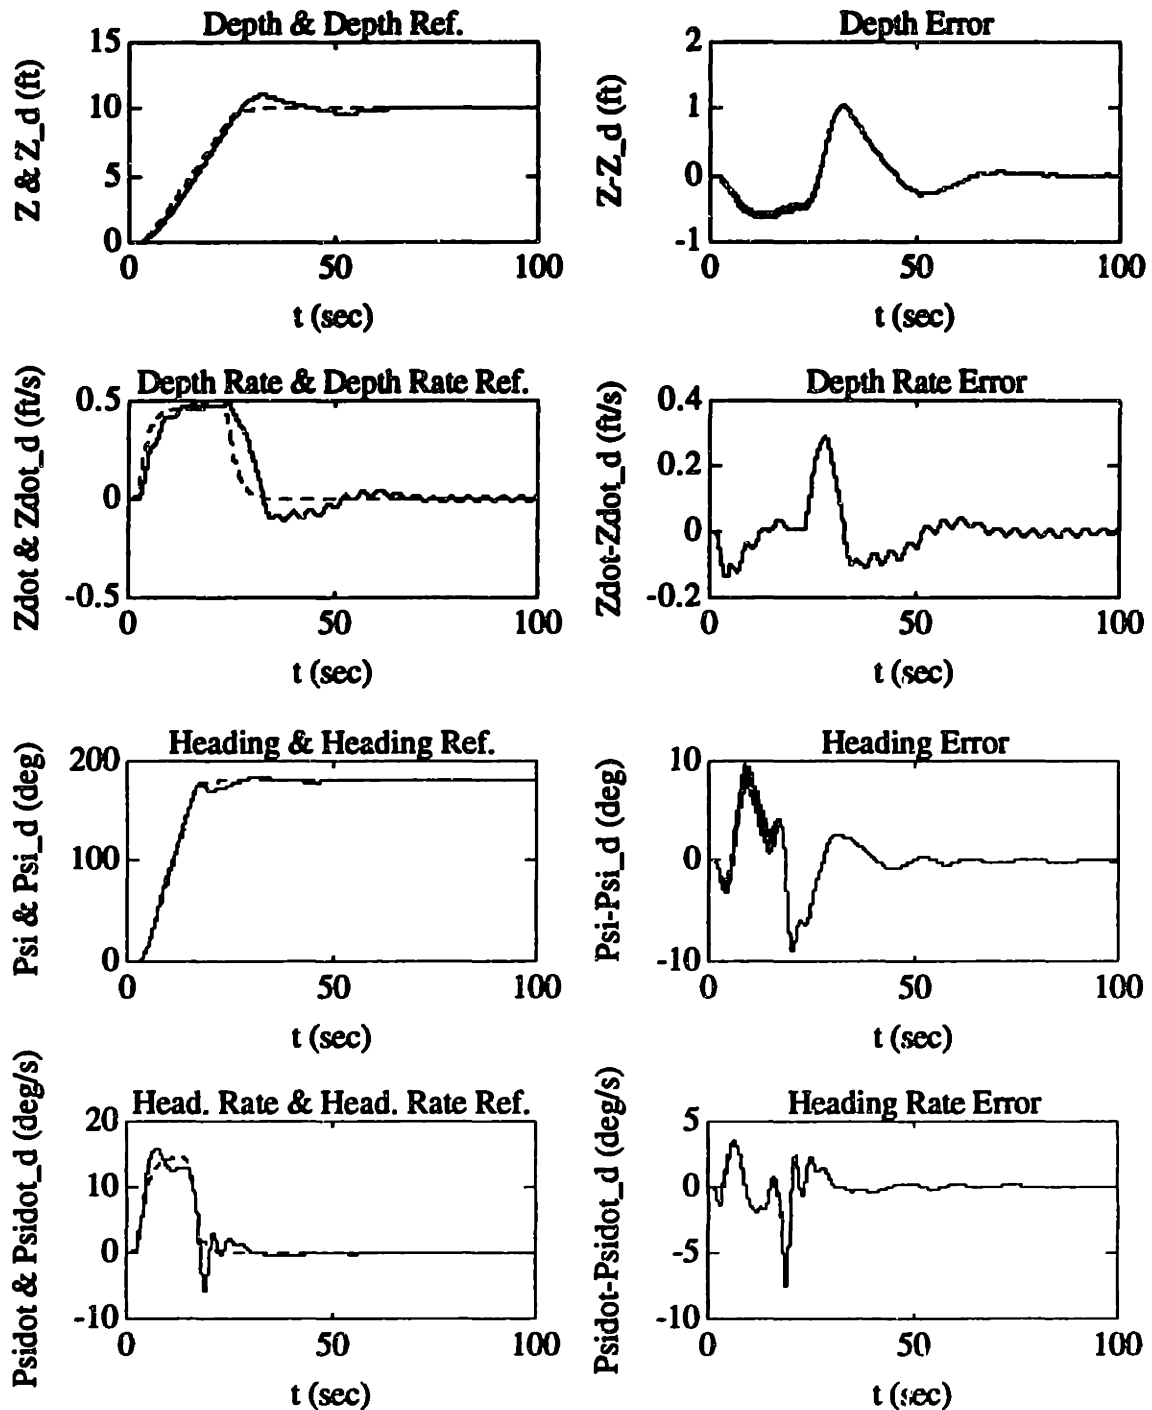 Depth & Depth Ref.
Z & Z_d (ft)
15
10
5
0
0
50
100
t (sec)
Depth Error
Z-Z_d (ft)
2
1
0
-1
0
50
100
t (sec)
Depth Rate & Depth Rate Ref.
Zdot & Zdot_d (ft/s)
0.5
0
-0.5
0
50
100
t (sec)
Depth Rate Error
Zdot-Zdot_d (ft/s)
0.4
0.2
0
-0.2
0
50
100
t (sec)
Heading & Heading Ref.
Psi & Psi_d (deg)
200
100
0
0
50
100
t (sec)
Heading Error
Psi-Psi_d (deg)
10
0
-10
0
50
100
t (sec)
Head. Rate & Head. Rate Ref.
Psidot & Psidot_d (deg/s)
20
10
0
-10
0
50
100
t (sec)
Heading Rate Error
Psidot-Psidot_d (deg/s)
5
0
-5
-10
0
50
100
t (sec)